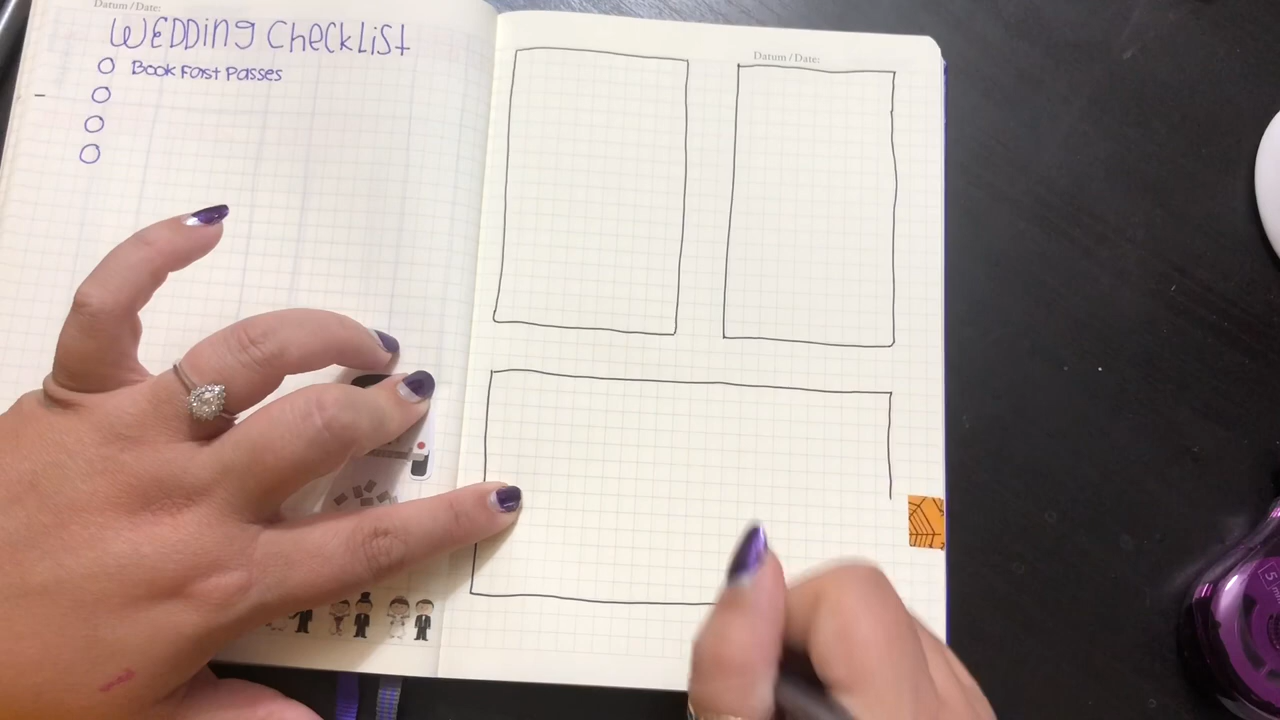 Datum / Date:
WEDDing CheckList
Book Fast Passes
Datum / Date: